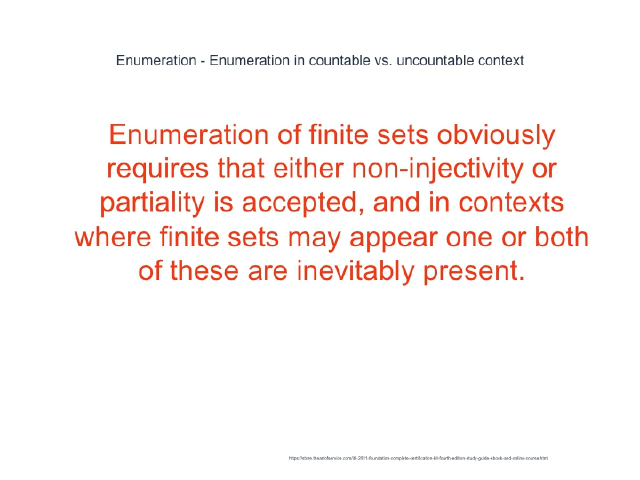 Enumeration - Enumeration in countable vs. uncountable context
Enumeration of finite sets obviously
requires that either non-injectivity or
partiality is accepted, and in contexts
where finite sets may appear one or both
of these are inevitably present.